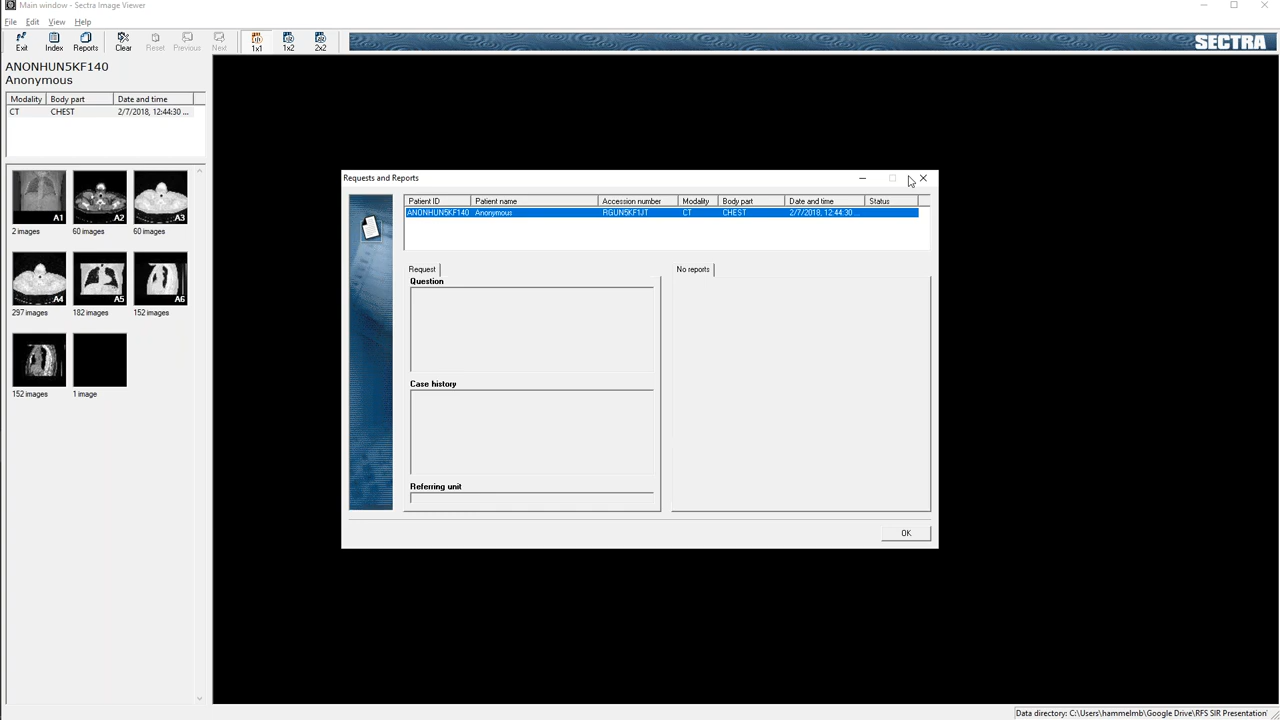 Main window - Sectra Image Viewer
File Edit View Help
Exit Index Reports Clear Reset Previous Next 1x1 1x2 2x2
SECTRA
ANONHUN5KF140
Anonymous
Modality Body part Date and time
CT CHEST 2/7/2018, 12:44:30 ...
A1 A2 A3
2 images 60 images 60 images
A4 A5 A6
297 images 182 images 152 images
152 images 1 image
Requests and Reports
Patient ID Patient name Accession number Modality Body part Date and time Status
ANONHUN5KF140 Anonymous RGUN5KF1JT CT CHEST 2/7/2018, 12:44:30 ...
Request
No reports
Question
Case history
Referring unit
OK
Data directory: C:\Users\hammelmb\Google Drive\RFS SIR Presentation'